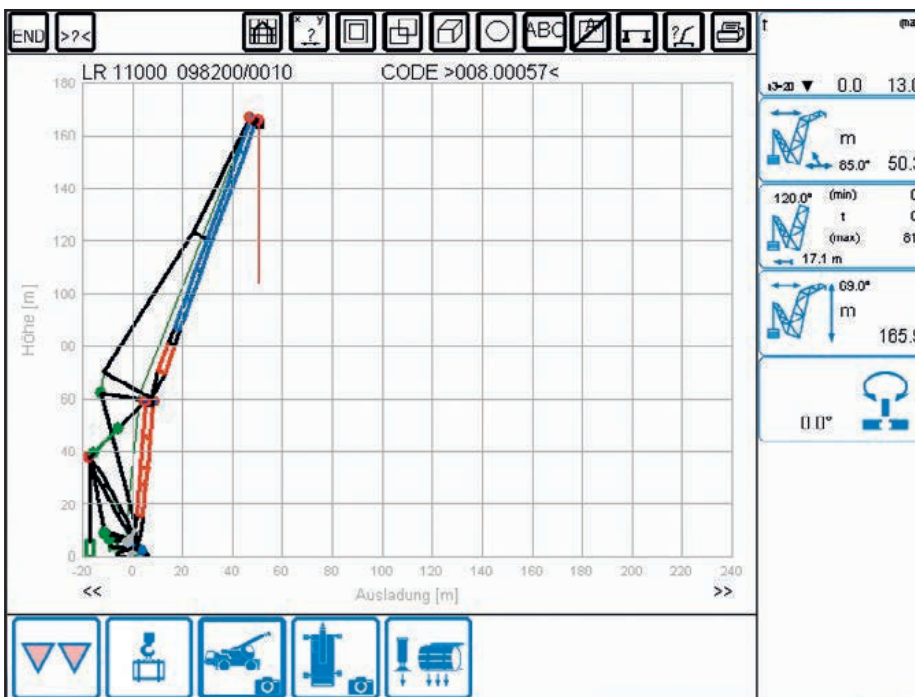 END >?< x y ? ABC A ?
LR 11000 098200/0010 CODE >008.00057<
180
160
140
120
100
80
60
40
20
0
Höhe [m]
-20 0 20 40 60 80 100 120 140 160 180 200 220 240
<< Ausladung [m] >>
t
▼ 0.0
m
85.0°
120.0° (min)
t
(max)
17.1 m
69.0°
m
0.0°